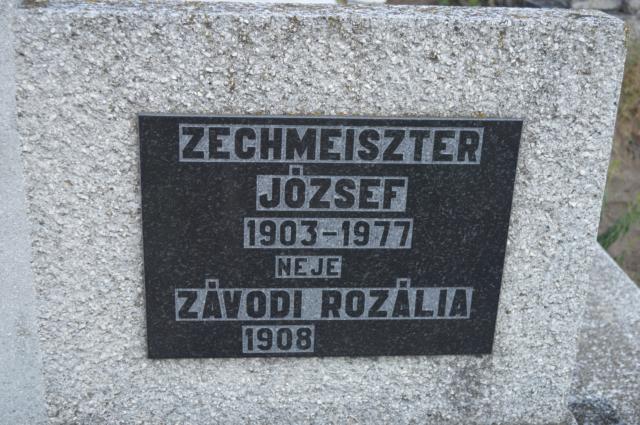 ZECHMEISZTER
JÓZSEF
1903-1977
NEJE
ZÁVODI ROZÁLIA
1908